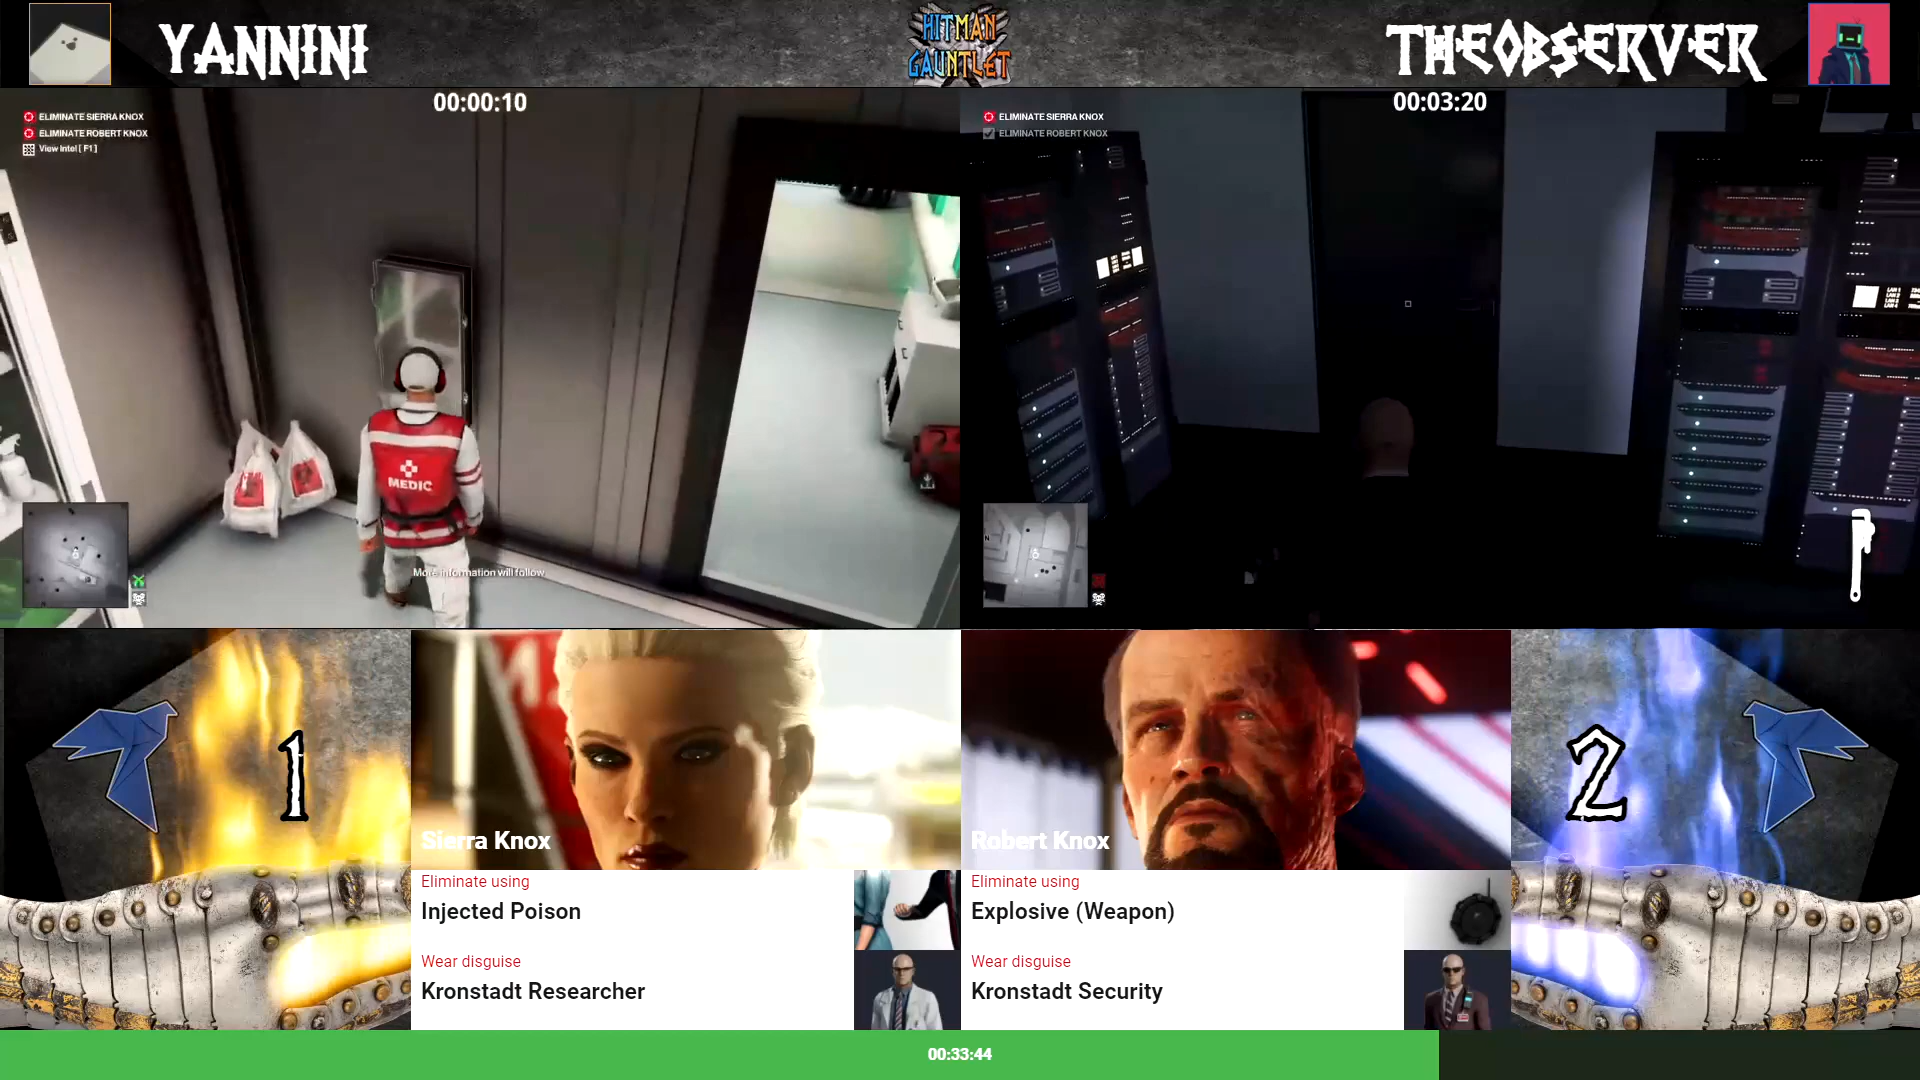 YANNINI
HITMAN
GAUNTLET
THEOBSERVER
00:00:10
ELIMINATE SIERRA KNOX
ELIMINATE ROBERT KNOX
View Intel [ F1 ]
MEDIC
More information will follow
00:03:20
ELIMINATE SIERRA KNOX
ELIMINATE ROBERT KNOX
N
1
Sierra Knox
Eliminate using
Injected Poison
Wear disguise
Kronstadt Researcher
Robert Knox
Eliminate using
Explosive (Weapon)
Wear disguise
Kronstadt Security
2
00:33:44